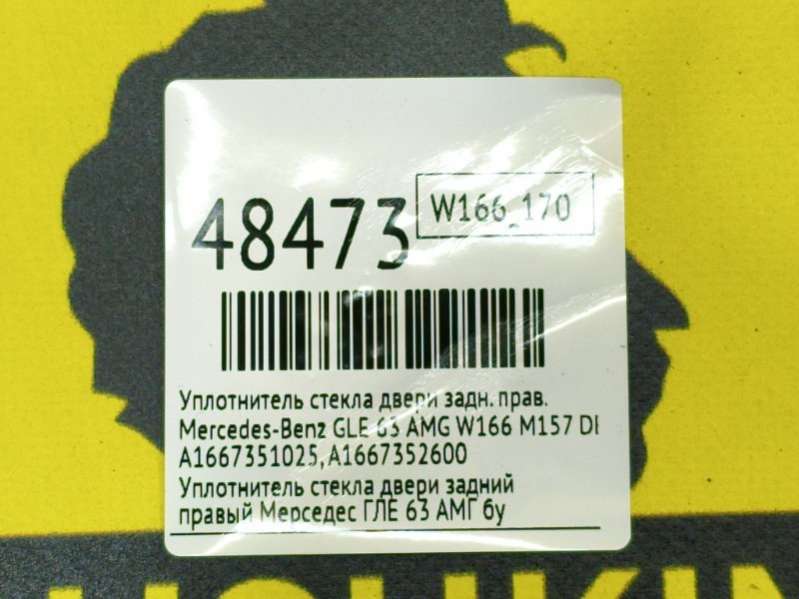 48473
W166_170
Уплотнитель стекла двери задн. прав.
Mercedes-Benz GLE 63 AMG W166 M157 DE
A1667351025,A1667352600
Уплотнитель стекла двери задний
правый Мерседес ГЛЕ 63 АМГ бу